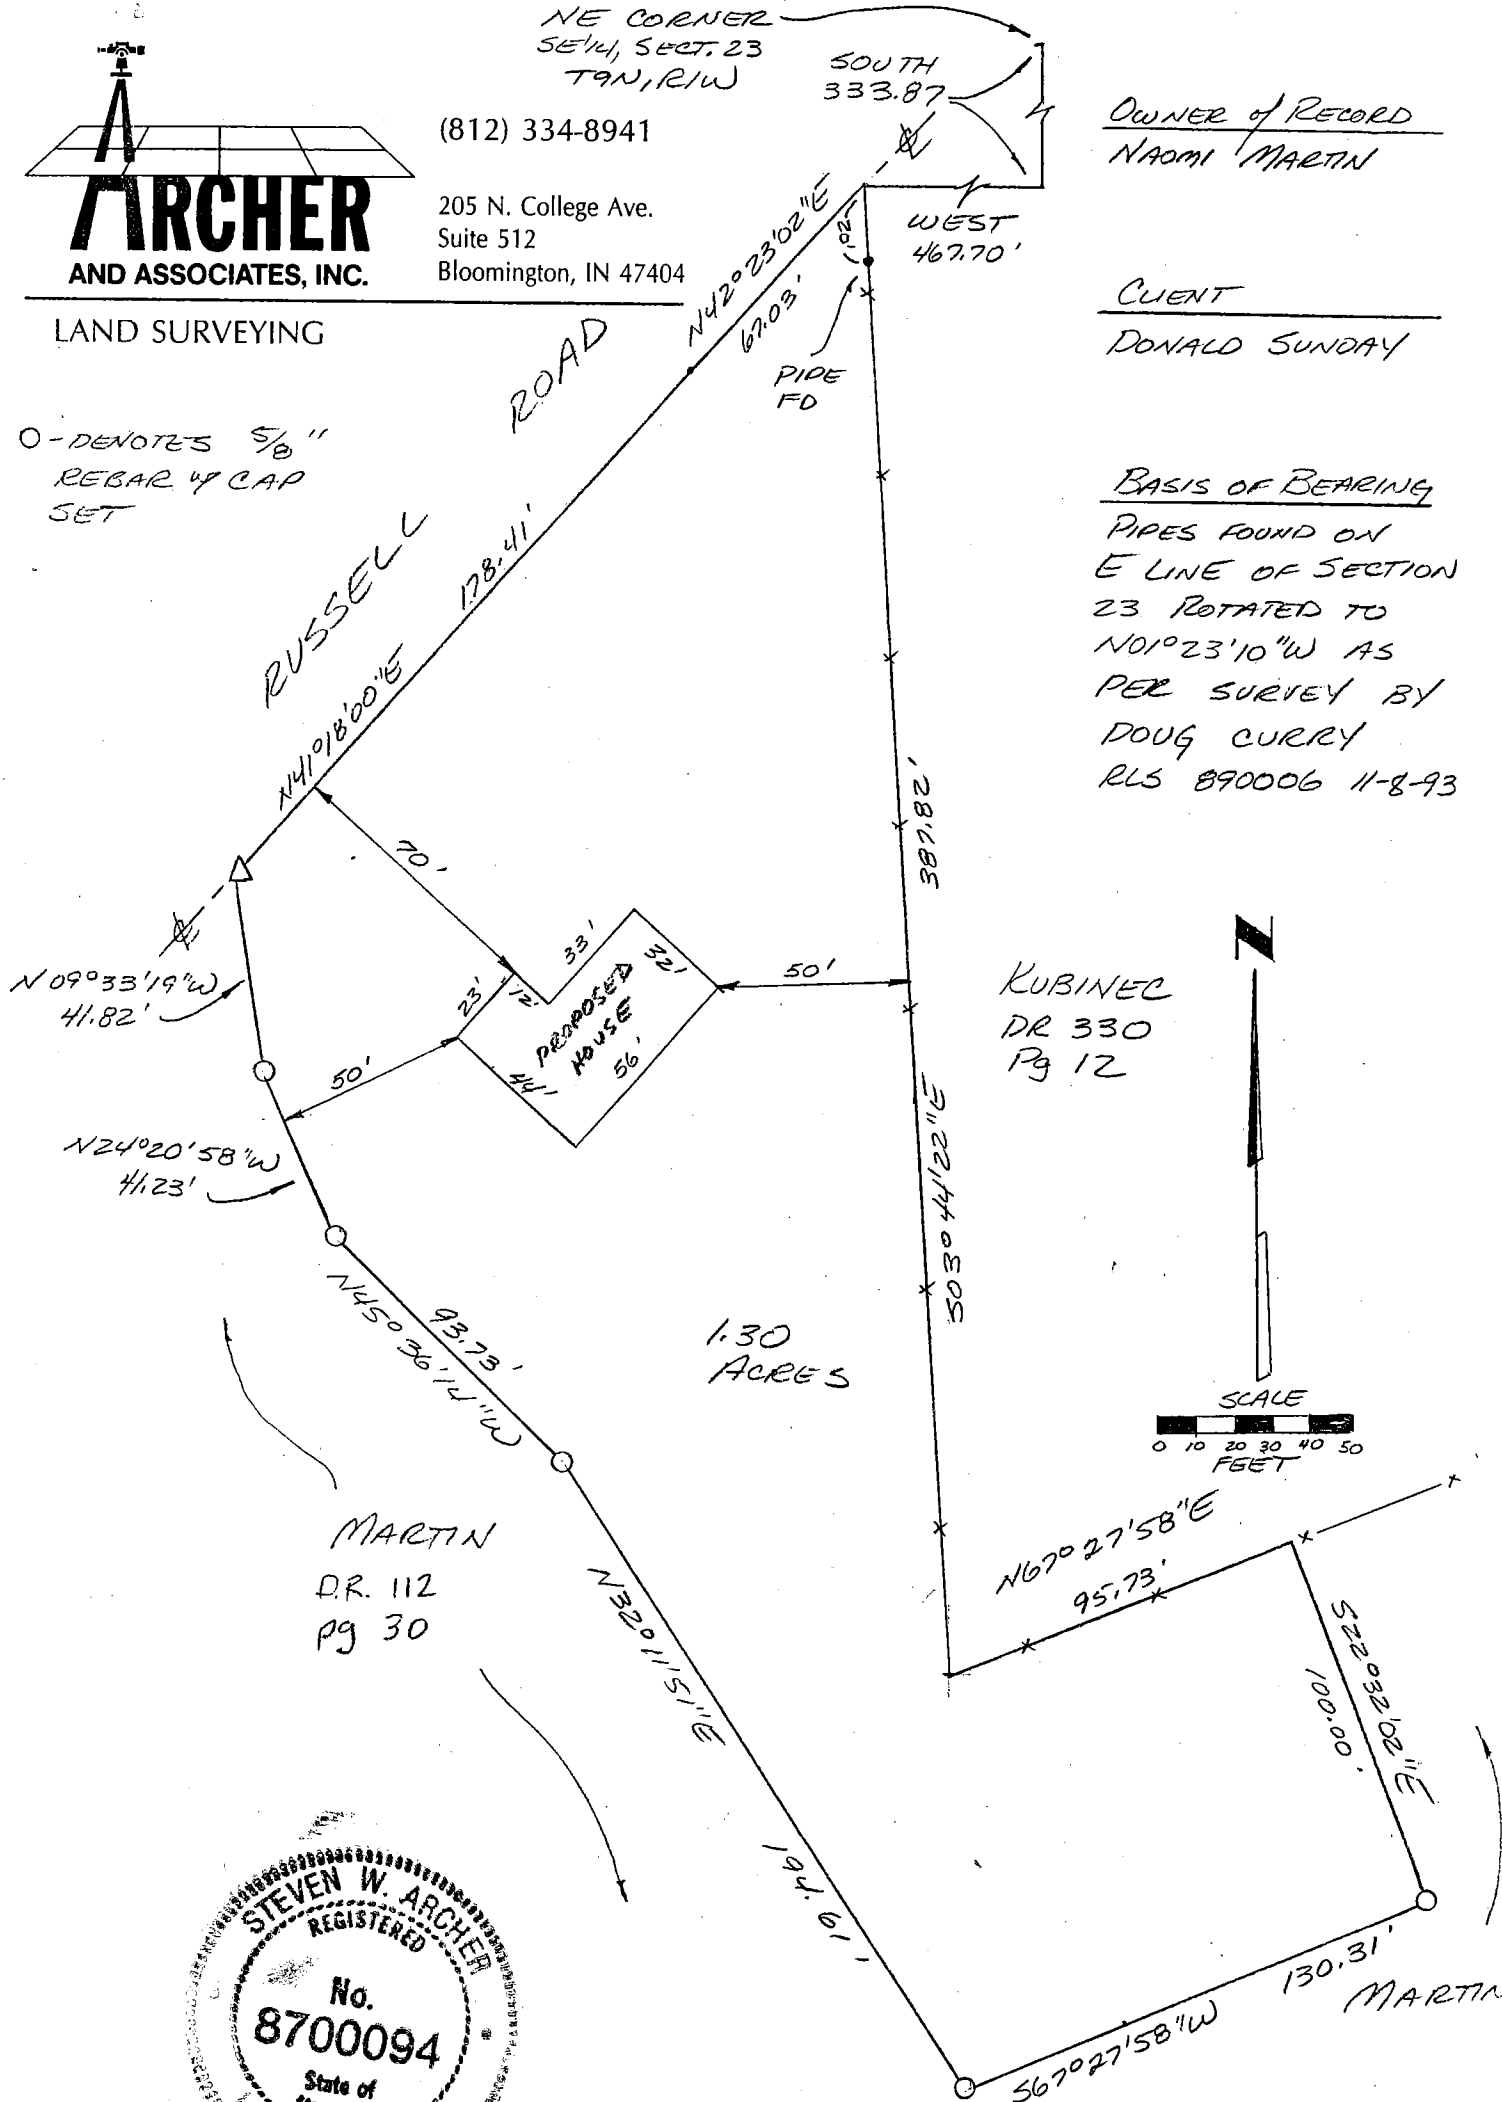 NE CORNER
SE1/4, SECT. 23
T9N, R1W
SOUTH
333.87
(812) 334-8941
ARCHER
AND ASSOCIATES, INC.
205 N. College Ave.
Suite 512
Bloomington, IN 47404
LAND SURVEYING
OWNER of RECORD
NAOMI MARTIN
WEST
467.70'
CLIENT
DONALD SUNDAY
O - DENOTES 5/8"
REBAR W/ CAP
SET
BASIS OF BEARING
PIPES FOUND ON
E LINE OF SECTION
23 ROTATED TO
N01°23'10"W AS
PER SURVEY BY
DOUG CURRY
RLS 890006 11-8-93
RUSSELL ROAD
N42°23'02"E
67.03'
20'
PIPE
FD
178.41'
N41°18'00"E
70'
387.82'
S03°44'22"E
N09°33'19"W
41.82'
50'
23'
12'
33'
32'
PROPOSED
HOUSE
44'
56'
50'
KUBINEC
DR 330
Pg 12
N24°20'58"W
41.23'
N45°36'14"W
93.73'
1.30
ACRES
N
SCALE
0 10 20 30 40 50
FEET
MARTIN
D.R. 112
pg 30
N67°27'58"E
95.73'
N32°11'51"E
194.61'
S22°32'02"E
100.00'
130.31'
S67°27'58"W
MARTIN
STEVEN W. ARCHER
REGISTERED
No.
8700094
State of